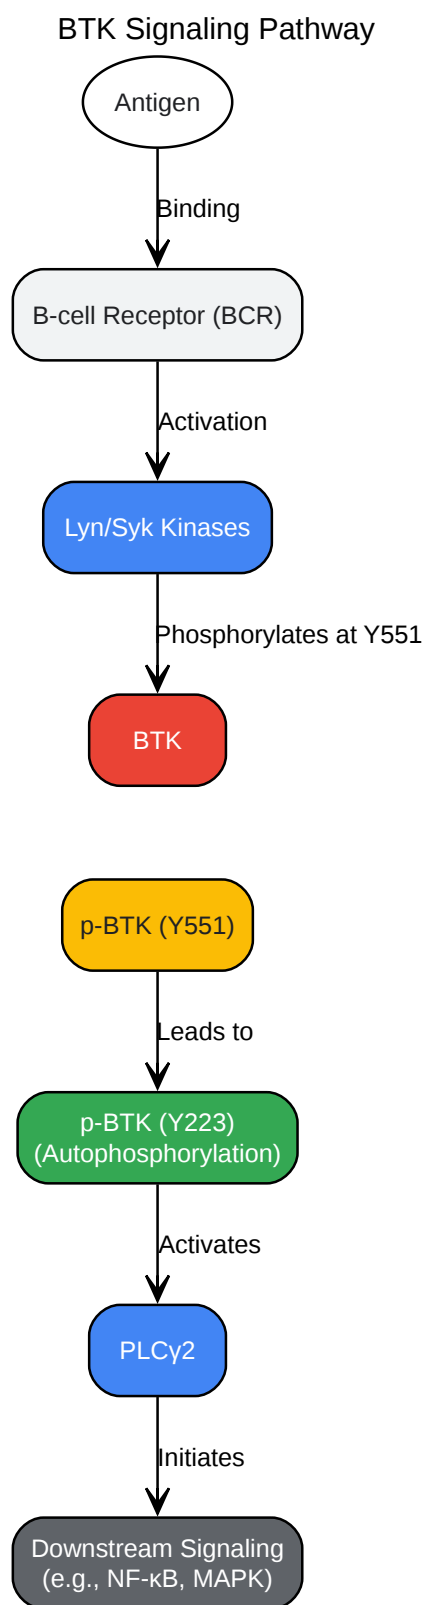 BTK Signaling Pathway
Antigen
Binding
B-cell Receptor (BCR)
Activation
Lyn/Syk Kinases
Phosphorylates at Y551
BTK
p-BTK (Y551)
Leads to
p-BTK (Y223)
(Autophosphorylation)
Activates
PLCγ2
Initiates
Downstream Signaling
(e.g., NF-κB, MAPK)